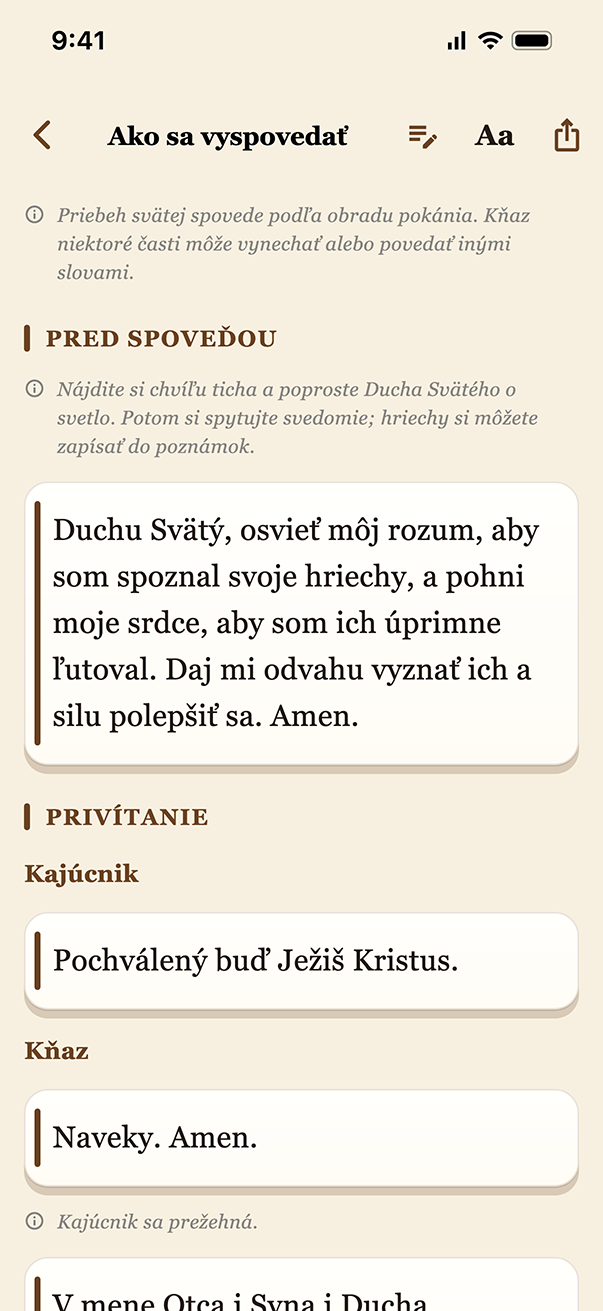 9:41
Ako sa vyspovedať
Aa
Priebeh svätej spovede podľa obradu pokánia. Kňaz
niektoré časti môže vynechať alebo povedať inými
slovami.
PRED SPOVEĎOU
Nájdite si chvíľu ticha a poproste Ducha Svätého o
svetlo. Potom si spytujte svedomie; hriechy si môžete
zapísať do poznámok.
Duchu Svätý, osvieť môj rozum, aby
som spoznal svoje hriechy, a pohni
moje srdce, aby som ich úprimne
ľutoval. Daj mi odvahu vyznať ich a
silu polepšiť sa. Amen.
PRIVÍTANIE
Kajúcnik
Pochválený buď Ježiš Kristus.
Kňaz
Naveky. Amen.
Kajúcnik sa prežehná.
V mene Otca i Syna i Ducha